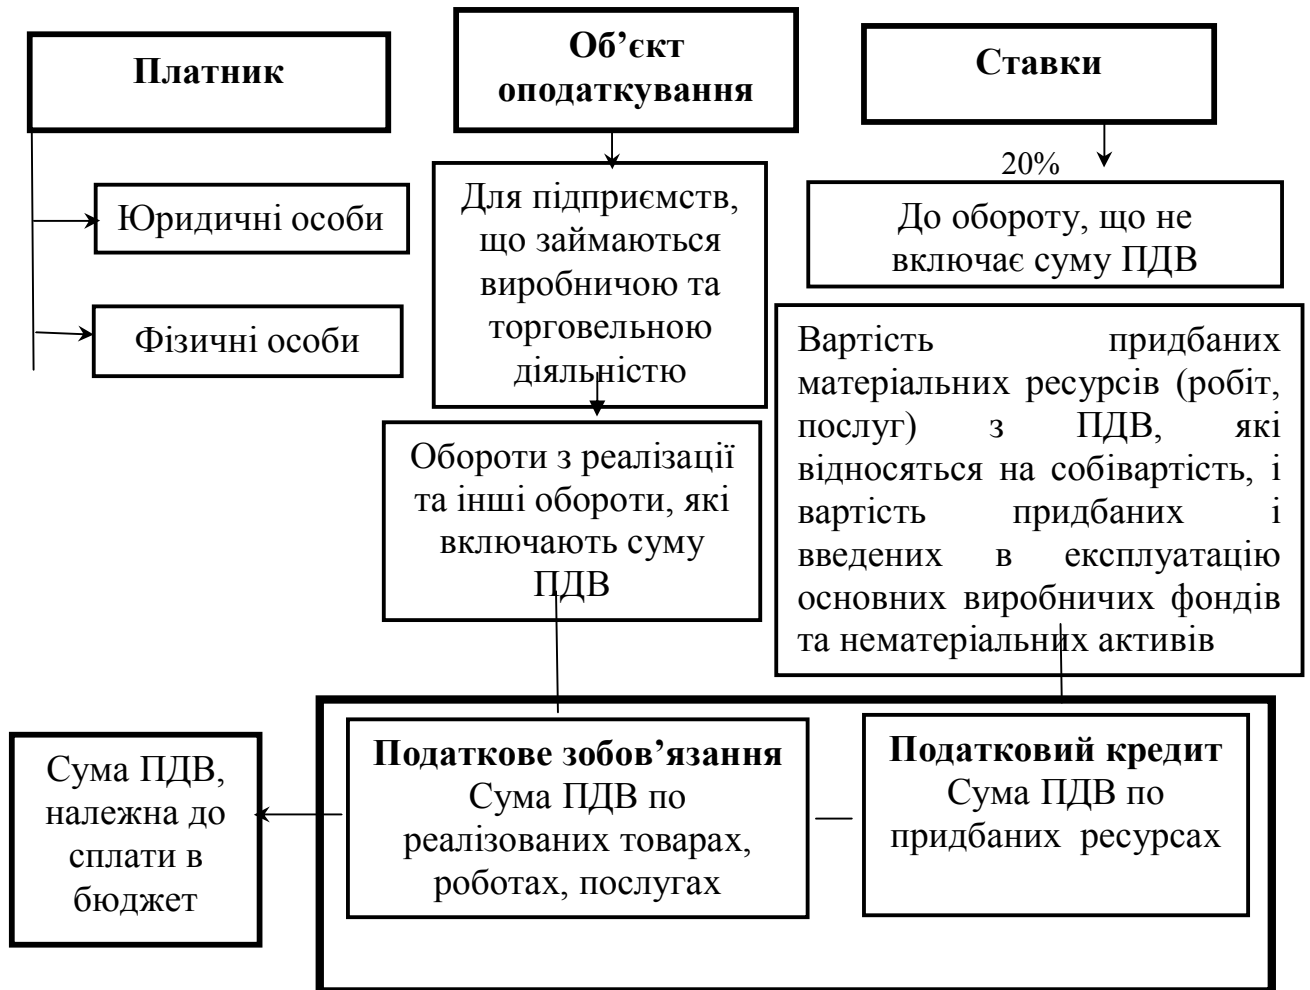 Платник
Об’єкт
оподаткування
Ставки
20%
Юридичні особи
Фізичні особи
Для підприємств,
що займаються
виробничою та
торговельною
діяльністю
До обороту, що не
включає суму ПДВ
Обороти з реалізації
та інші обороти, які
включають суму
ПДВ
Вартість придбаних
матеріальних ресурсів (робіт,
послуг) з ПДВ, які
відносяться на собівартість, і
вартість придбаних і
введених в експлуатацію
основних виробничих фондів
та нематеріальних активів
Сума ПДВ,
належна до
сплати в
бюджет
Податкове зобов’язання
Сума ПДВ по
реалізованих товарах,
роботах, послугах
Податковий кредит
Сума ПДВ по
придбаних ресурсах